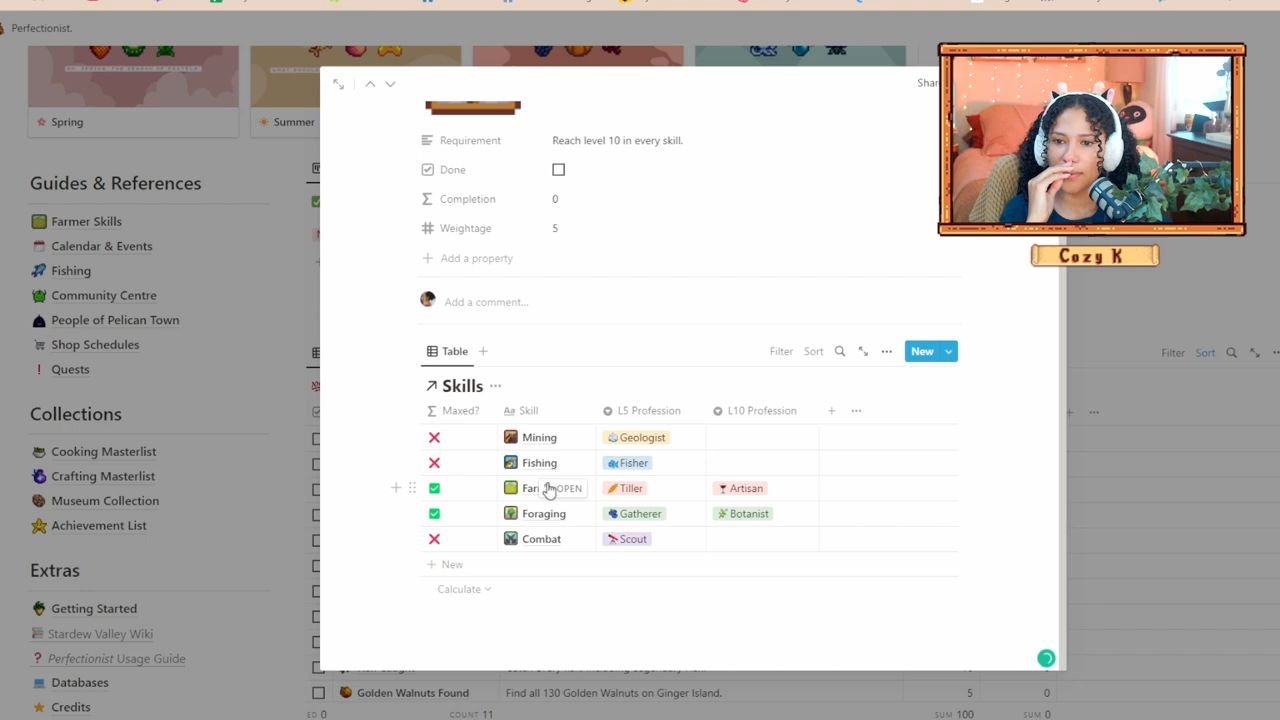 Perfectionist.
Spring
Summer
Guides & References
Farmer Skills
Calendar & Events
Fishing
Community Centre
People of Pelican Town
Shop Schedules
Quests
Collections
Cooking Masterlist
Crafting Masterlist
Museum Collection
Achievement List
Extras
Getting Started
Stardew Valley Wiki
Perfectionist Usage Guide
Databases
Credits
Requirement Reach level 10 in every skill.
Done
Completion 0
Weightage 5
Add a property
Add a comment...
Table
Filter Sort New
Skills
Maxed? Skill L5 Profession L10 Profession
Mining Geologist
Fishing Fisher
OPEN Tiller Artisan
Foraging Gatherer Botanist
Combat Scout
New
Calculate
Cozy K
Filter Sort
Golden Walnuts Found Find all 130 Golden Walnuts on Ginger Island. 5 0
0 COUNT 11 SUM 100 SUM 0